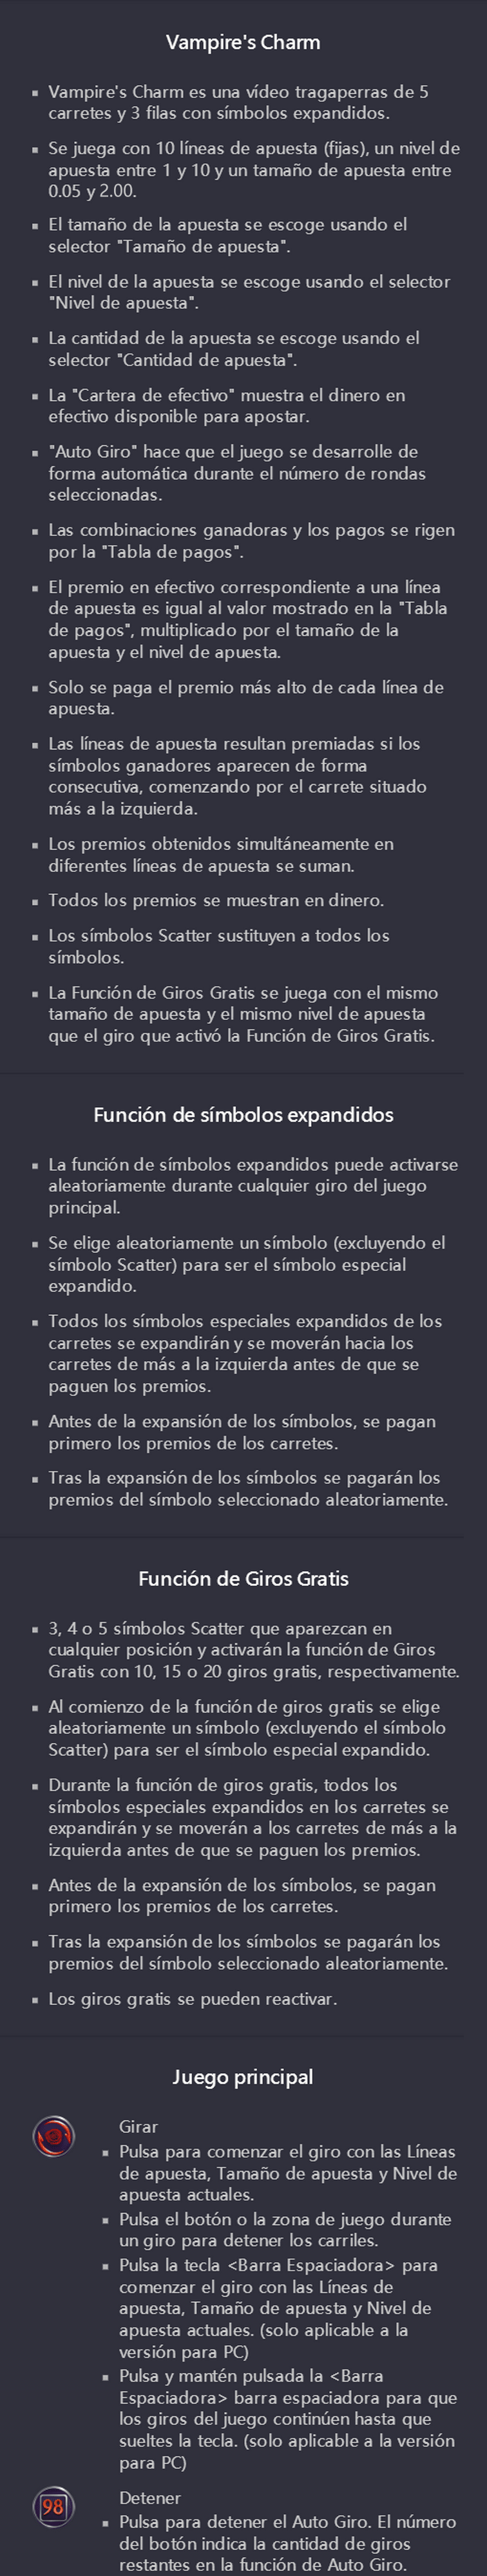 Vampire's Charm
▪ Vampire's Charm es una vídeo tragaperras de 5
carretes y 3 filas con símbolos expandidos.
▪ Se juega con 10 líneas de apuesta (fijas), un nivel de
apuesta entre 1 y 10 y un tamaño de apuesta entre
0.05 y 2.00.
▪ El tamaño de la apuesta se escoge usando el
selector "Tamaño de apuesta".
▪ El nivel de la apuesta se escoge usando el selector
"Nivel de apuesta".
▪ La cantidad de la apuesta se escoge usando el
selector "Cantidad de apuesta".
▪ La "Cartera de efectivo" muestra el dinero en
efectivo disponible para apostar.
▪ "Auto Giro" hace que el juego se desarrolle de
forma automática durante el número de rondas
seleccionadas.
▪ Las combinaciones ganadoras y los pagos se rigen
por la "Tabla de pagos".
▪ El premio en efectivo correspondiente a una línea
de apuesta es igual al valor mostrado en la "Tabla
de pagos", multiplicado por el tamaño de la
apuesta y el nivel de apuesta.
▪ Solo se paga el premio más alto de cada línea de
apuesta.
▪ Las líneas de apuesta resultan premiadas si los
símbolos ganadores aparecen de forma
consecutiva, comenzando por el carrete situado
más a la izquierda.
▪ Los premios obtenidos simultáneamente en
diferentes líneas de apuesta se suman.
▪ Todos los premios se muestran en dinero.
▪ Los símbolos Scatter sustituyen a todos los
símbolos.
▪ La Función de Giros Gratis se juega con el mismo
tamaño de apuesta y el mismo nivel de apuesta
que el giro que activó la Función de Giros Gratis.
Función de símbolos expandidos
▪ La función de símbolos expandidos puede activarse
aleatoriamente durante cualquier giro del juego
principal.
▪ Se elige aleatoriamente un símbolo (excluyendo el
símbolo Scatter) para ser el símbolo especial
expandido.
▪ Todos los símbolos especiales expandidos de los
carretes se expandirán y se moverán hacia los
carretes de más a la izquierda antes de que se
paguen los premios.
▪ Antes de la expansión de los símbolos, se pagan
primero los premios de los carretes.
▪ Tras la expansión de los símbolos se pagarán los
premios del símbolo seleccionado aleatoriamente.
Función de Giros Gratis
▪ 3, 4 o 5 símbolos Scatter que aparezcan en
cualquier posición y activarán la función de Giros
Gratis con 10, 15 o 20 giros gratis, respectivamente.
▪ Al comienzo de la función de giros gratis se elige
aleatoriamente un símbolo (excluyendo el símbolo
Scatter) para ser el símbolo especial expandido.
▪ Durante la función de giros gratis, todos los
símbolos especiales expandidos en los carretes se
expandirán y se moverán a los carretes de más a la
izquierda antes de que se paguen los premios.
▪ Antes de la expansión de los símbolos, se pagan
primero los premios de los carretes.
▪ Tras la expansión de los símbolos se pagarán los
premios del símbolo seleccionado aleatoriamente.
▪ Los giros gratis se pueden reactivar.
Juego principal
Girar
▪ Pulsa para comenzar el giro con las Líneas
de apuesta, Tamaño de apuesta y Nivel de
apuesta actuales.
▪ Pulsa el botón o la zona de juego durante
un giro para detener los carriles.
▪ Pulsa la tecla <Barra Espaciadora> para
comenzar el giro con las Líneas de
apuesta, Tamaño de apuesta y Nivel de
apuesta actuales. (solo aplicable a la
versión para PC)
▪ Pulsa y mantén pulsada la <Barra
Espaciadora> barra espaciadora para que
los giros del juego continúen hasta que
sueltes la tecla. (solo aplicable a la versión
para PC)
98 Detener
▪ Pulsa para detener el Auto Giro. El número
del botón indica la cantidad de giros
restantes en la función de Auto Giro.